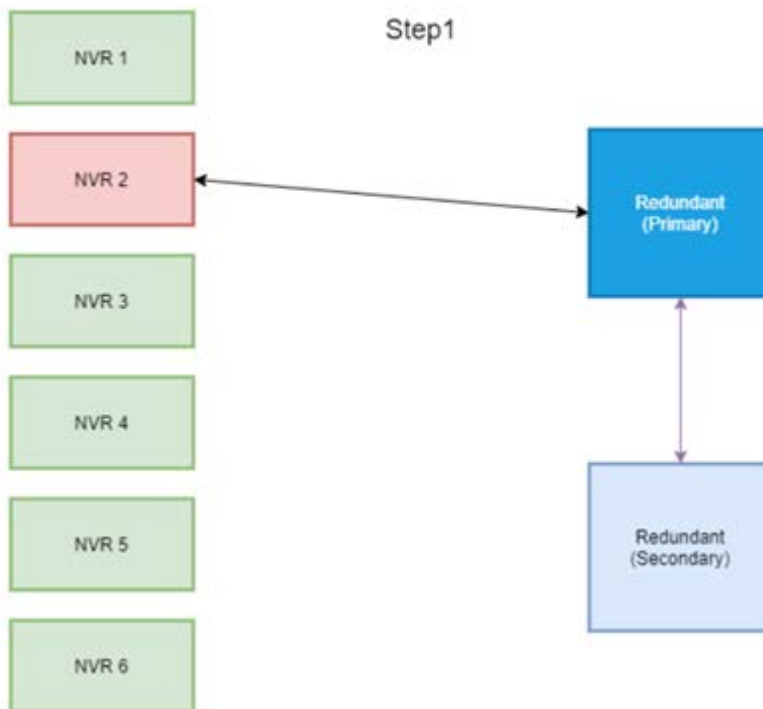 Step1
NVR 1
NVR 2
NVR 3
NVR 4
NVR 5
NVR 6
Redundant
(Primary)
Redundant
(Secondary)